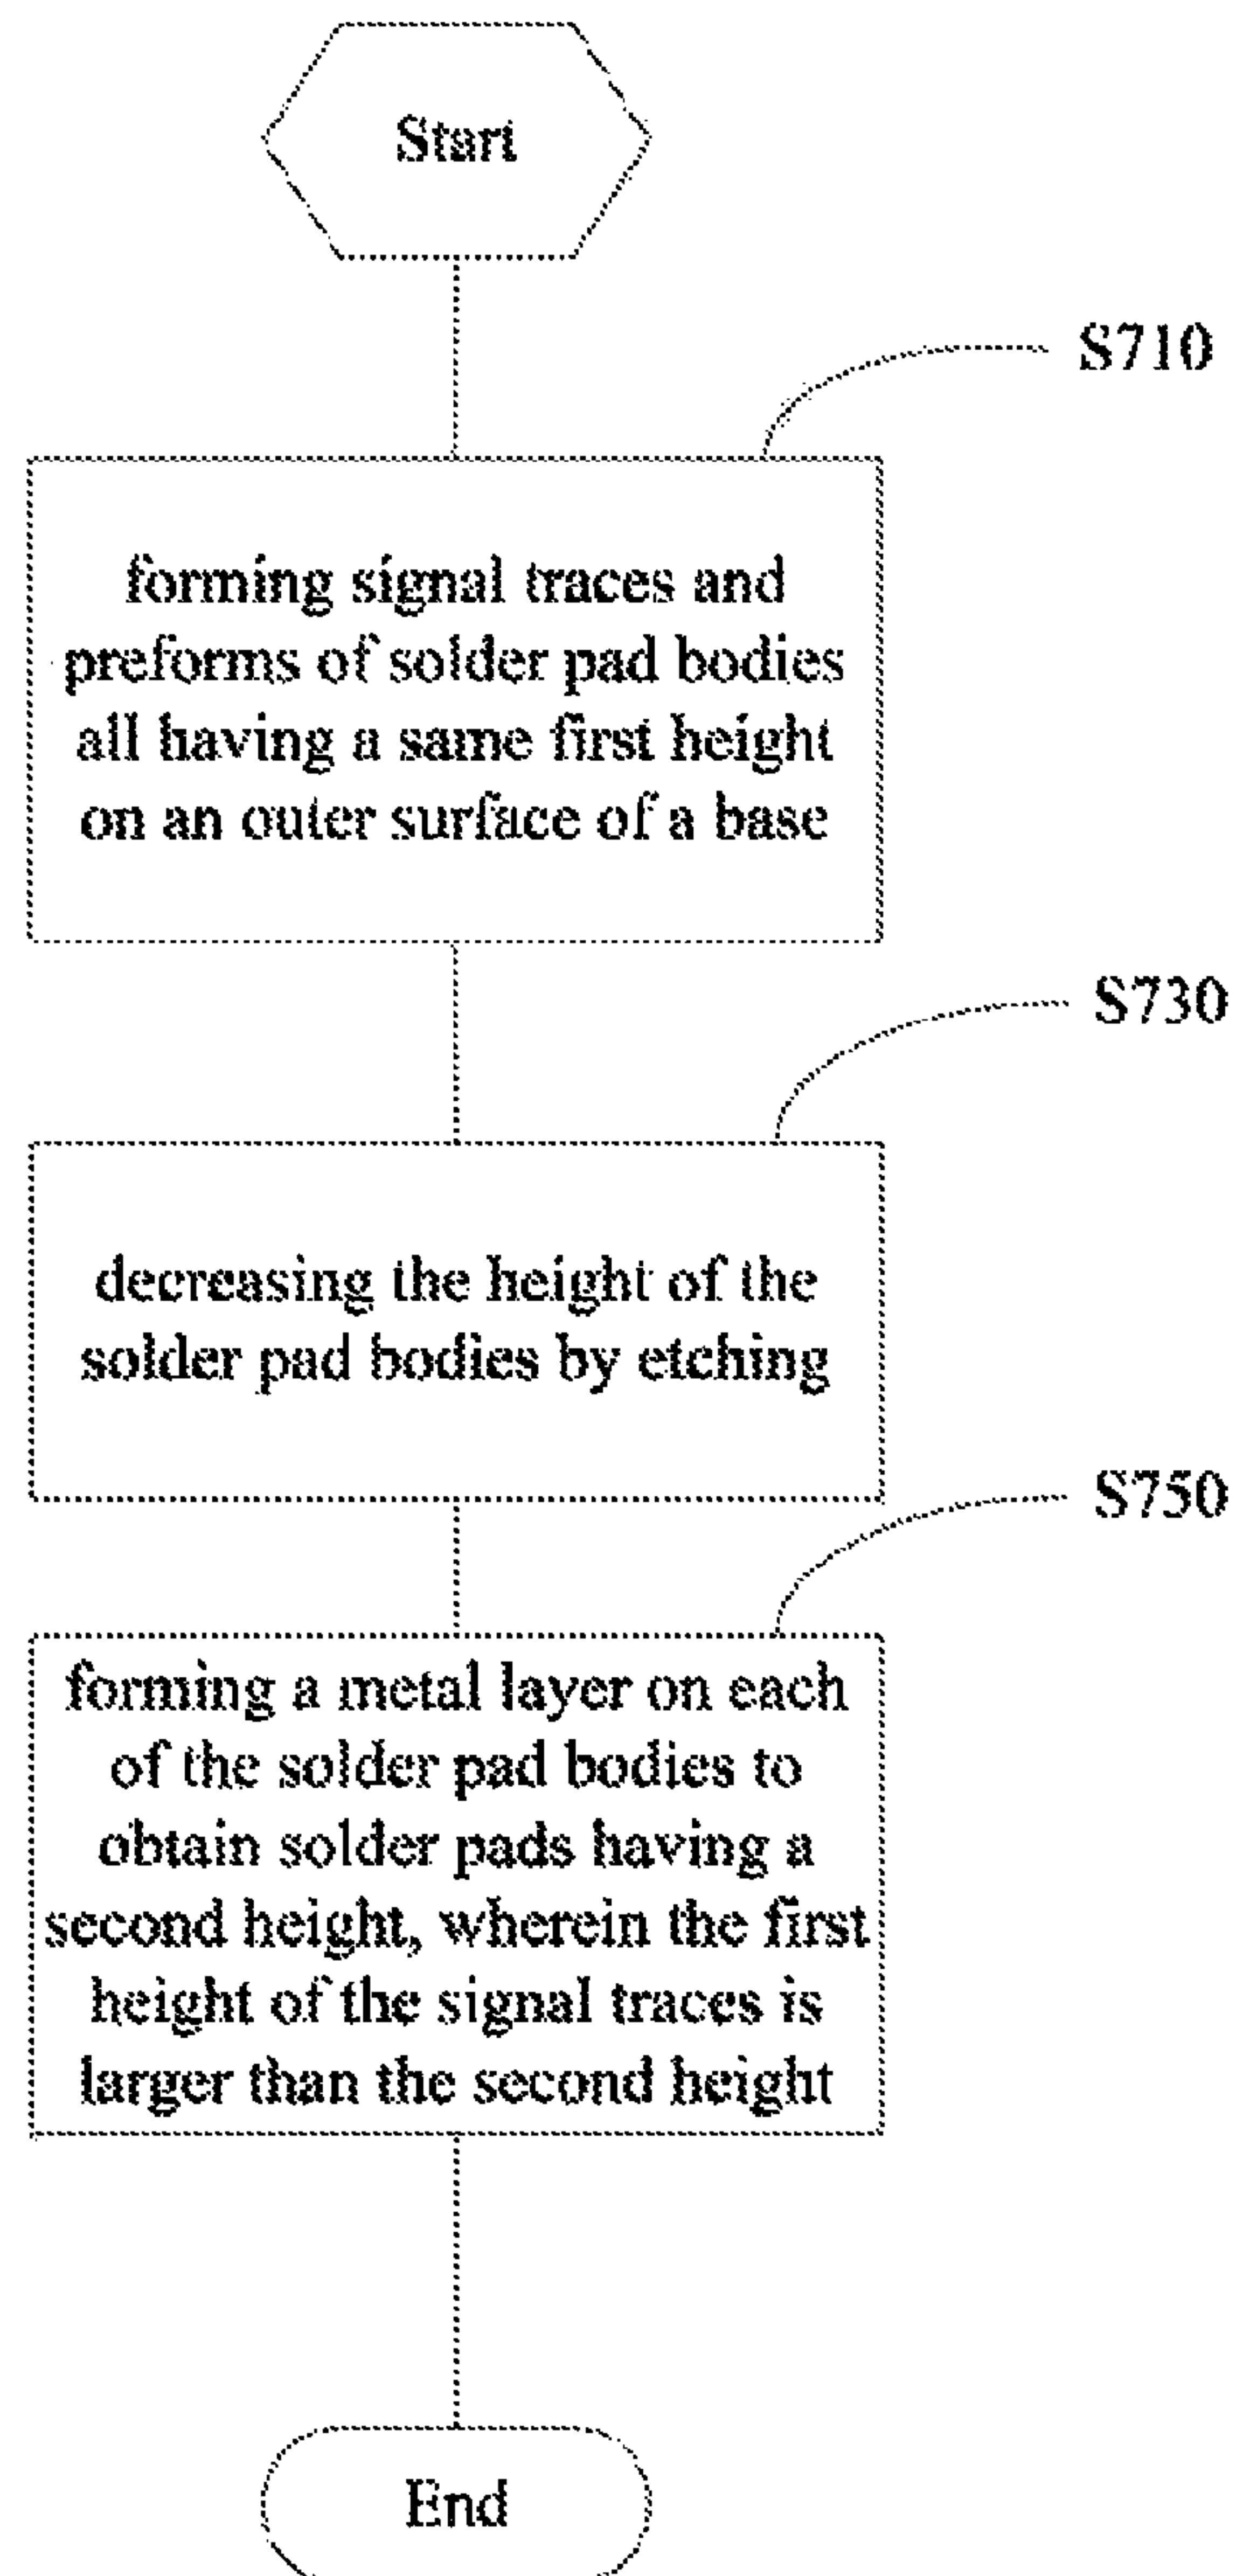 Start
S710
forming signal traces and
preforms of solder pad bodies
all having a same first height
on an outer surface of a base
S730
decreasing the height of the
solder pad bodies by etching
S750
forming a metal layer on each
of the solder pad bodies to
obtain solder pads having a
second height, wherein the first
height of the signal traces is
larger than the second height
End